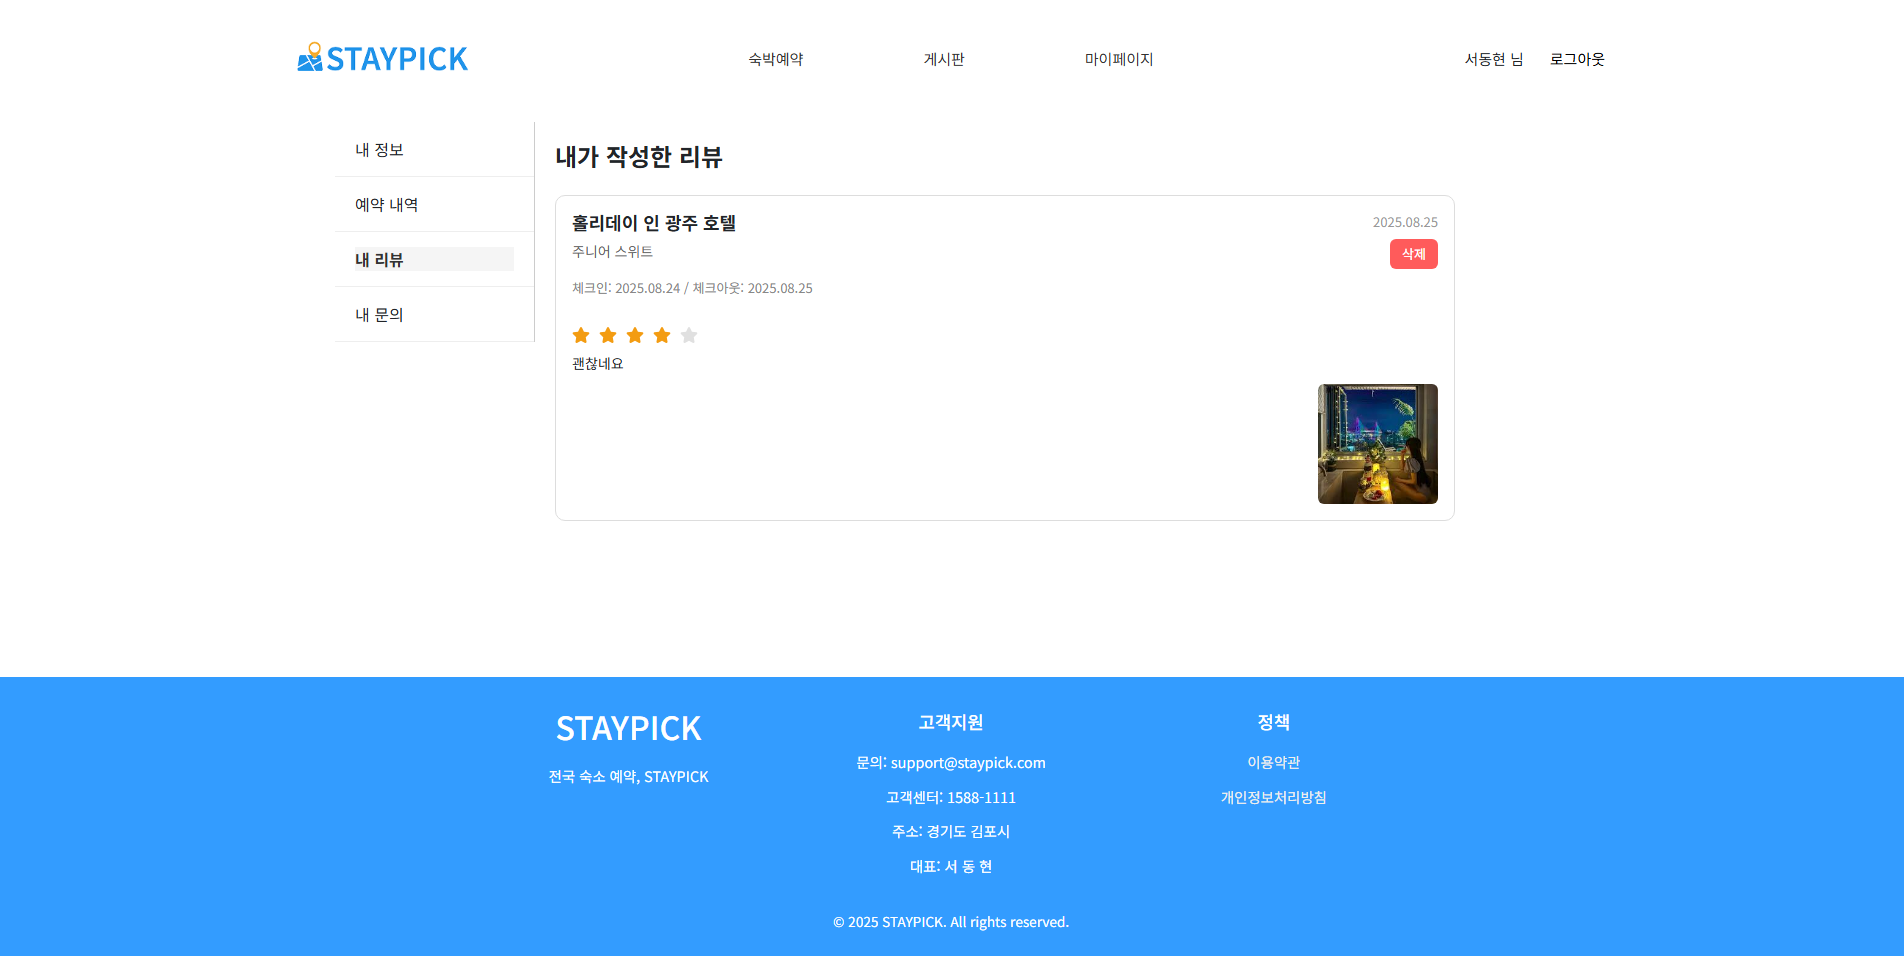 STAYPICK
숙박예약
게시판
마이페이지
서동현 님
로그아웃
내 정보
예약 내역
내 리뷰
내 문의
내가 작성한 리뷰
홀리데이 인 광주 호텔
2025.08.25
주니어 스위트
삭제
체크인: 2025.08.24 / 체크아웃: 2025.08.25
괜찮네요
STAYPICK
전국 숙소 예약, STAYPICK
고객지원
문의: support@staypick.com
고객센터: 1588-1111
주소: 경기도 김포시
대표: 서 동 현
정책
이용약관
개인정보처리방침
© 2025 STAYPICK. All rights reserved.